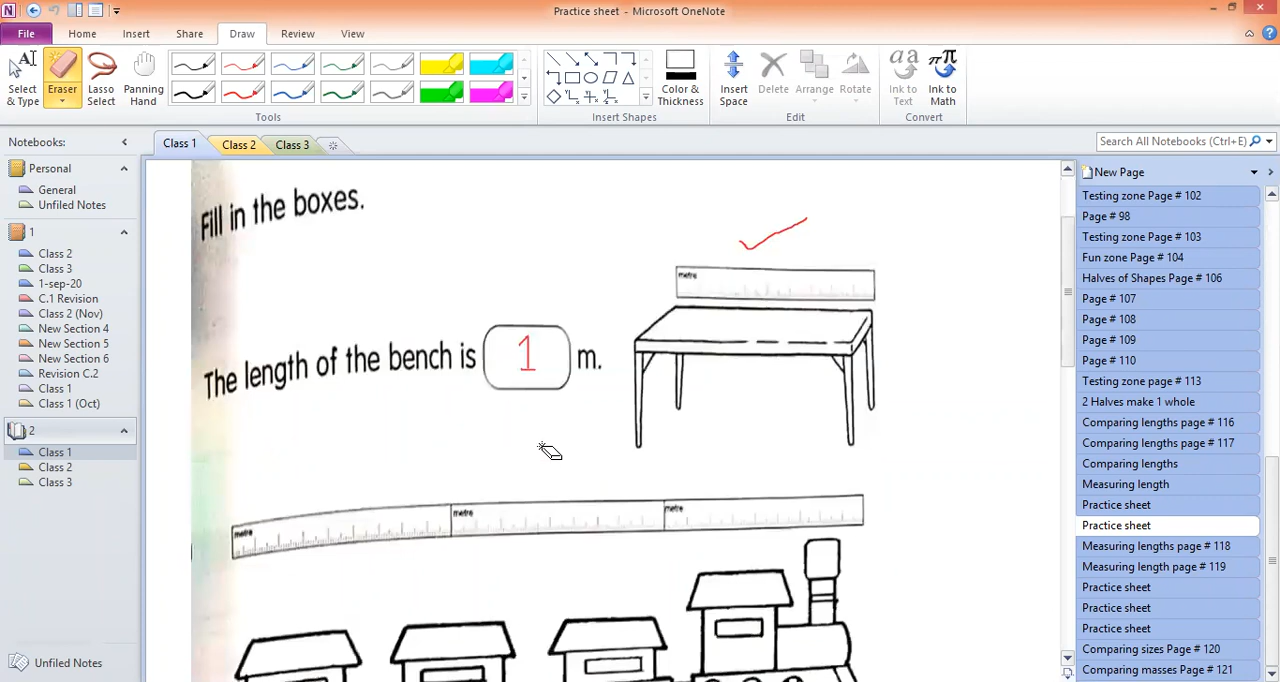 Practice sheet - Microsoft OneNote
File
Home
Insert
Draw
Share
Review
View
Select & Type
Eraser
Lasso Select
Panning Hand
Color & Thickness
Insert Space
Delete
Arrange
Rotate
Ink to Text
Ink to Math
Tools
Insert Shapes
Edit
Convert
Notebooks:
Class 1
Class 2
Class 3
Search All Notebooks (Ctrl+E)
Personal
General
Unfiled Notes
1
Class 2
Class 3
1-sep-20
C.1 Revision
Class 2 (Nov)
New Section 4
New Section 5
New Section 6
Revision C.2
Class 1
Class 1 (Oct)
2
Class 1
Class 2
Class 3
Unfiled Notes
Fill in the boxes.
metre
The length of the bench is 1 m.
metre metre metre
New Page
Testing zone Page # 102
Page # 98
Testing zone Page # 103
Fun zone Page # 104
Halves of Shapes Page # 106
Page # 107
Page # 108
Page # 109
Page # 110
Testing zone Page # 113
2 Halves make 1 whole
Comparing lengths page # 116
Comparing lengths page # 117
Comparing lengths
Measuring length
Practice sheet
Practice sheet
Measuring lengths page # 118
Measuring length page # 119
Practice sheet
Practice sheet
Practice sheet
Comparing sizes Page # 120
Comparing masses Page # 121